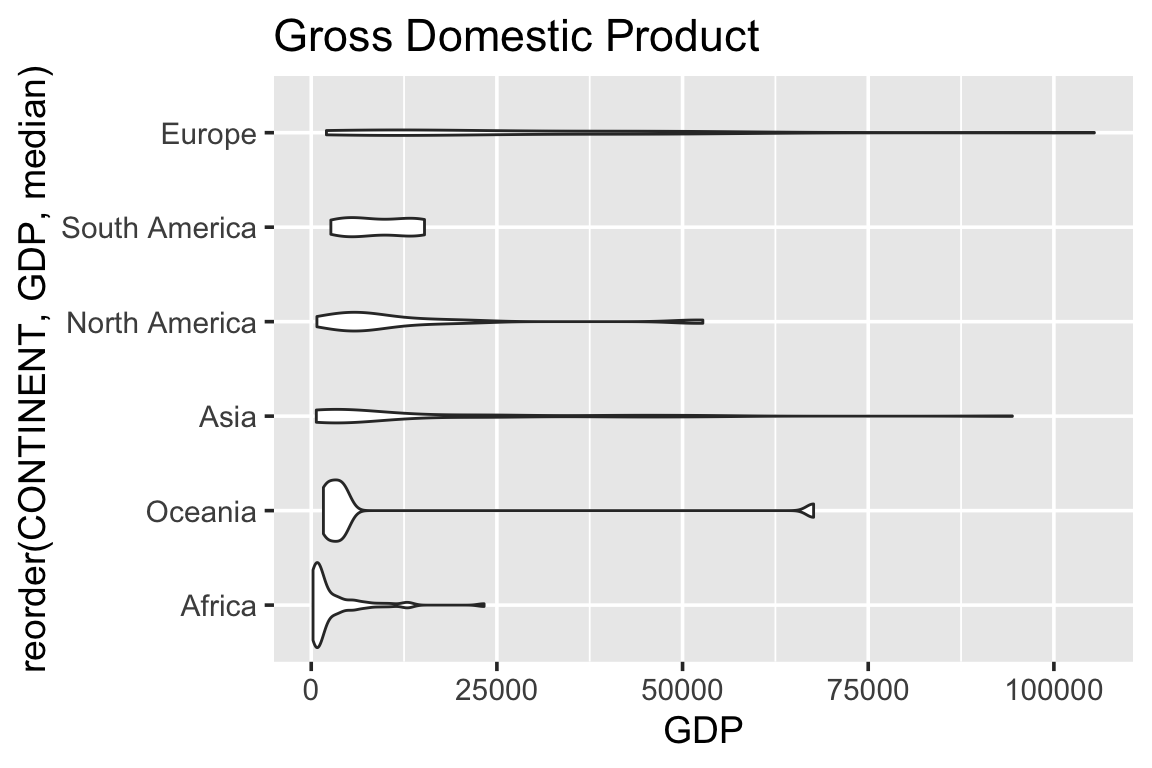 Gross Domestic Product
reorder(CONTINENT, GDP, median)
Europe
South America
North America
Asia
Oceania
Africa
0 25000 50000 75000 100000
GDP